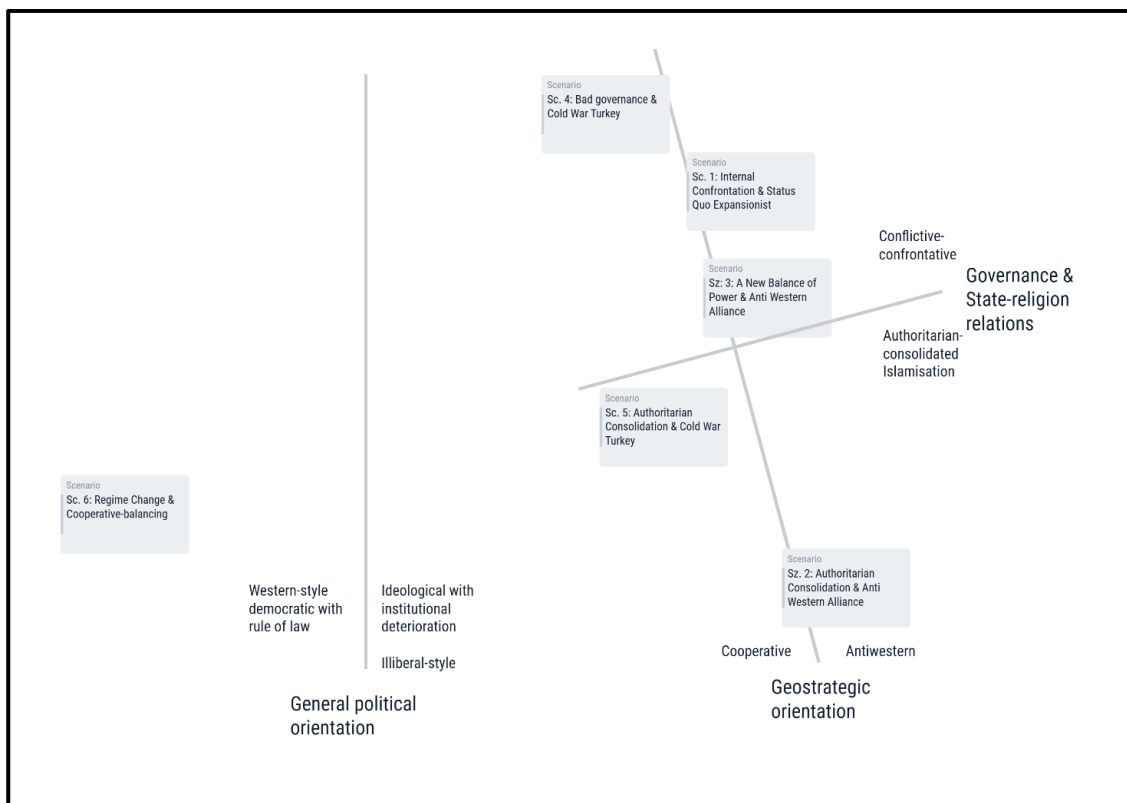 Scenario
Sc. 4: Bad governance &
Cold War Turkey
Scenario
Sc. 1: Internal
Confrontation & Status
Quo Expansionist
Conflictive-
confrontative
Governance &
State-religion
relations
Scenario
Sz: 3: A New Balance of
Power & Anti Western
Alliance
Authoritarian-
consolidated
Islamisation
Scenario
Sc. 5: Authoritarian
Consolidation & Cold War
Turkey
Scenario
Sc. 6: Regime Change &
Cooperative-balancing
Scenario
Sz. 2: Authoritarian
Consolidation & Anti
Western Alliance
Western-style
democratic with
rule of law
Ideological with
institutional
deterioration
Illiberal-style
General political
orientation
Cooperative
Antiwestern
Geostrategic
orientation